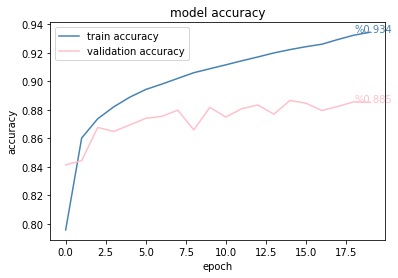 model accuracy
train accuracy
validation accuracy
%0.934
%0.885
accuracy
0.94
0.92
0.90
0.88
0.86
0.84
0.82
0.80
0.0 2.5 5.0 7.5 10.0 12.5 15.0 17.5
epoch